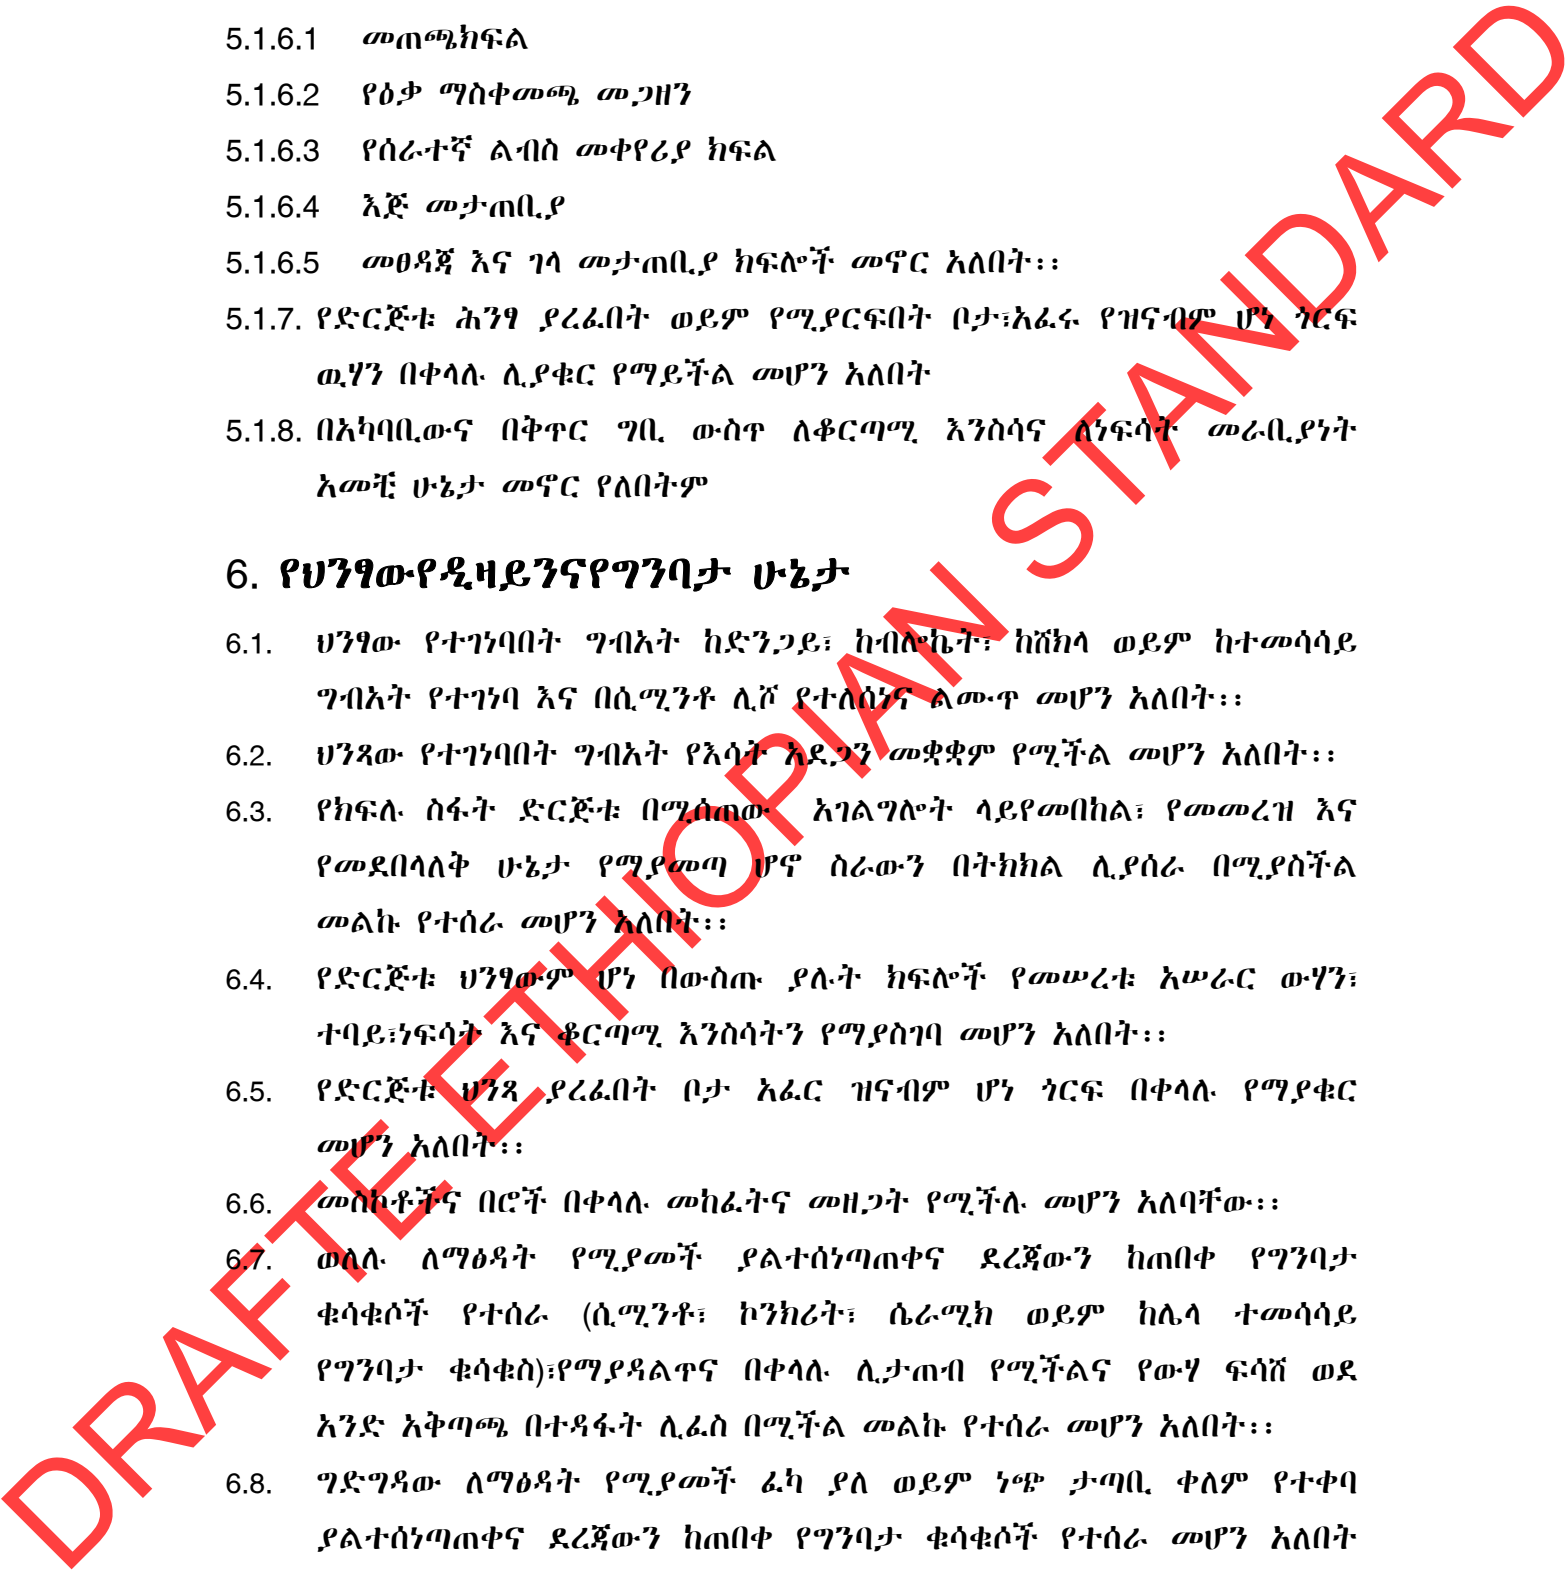 5.1.6.1 መጠጫክፍል
5.1.6.2 የዕቃ ማስቀመጫ መጋዘን
5.1.6.3 የሰራተኛ ልብስ መቀየሪያ ክፍል
5.1.6.4 እጅ መታጠቢያ
5.1.6.5 መፀዳጃ እና ገላ መታጠቢያ ክፍሎች መኖር አለበት፡፡
5.1.7. የድርጅቱ ሕንፃ ያረፈበት ወይም የሚያርፍበት ቦታ፣አፈሩ የዝናብም ሆነ ጎርፍ
ዉሃን በቀላሉ ሊያቁር የማይችል መሆን አለበት
5.1.8. በአካባቢውና በቅጥር ግቢ ውስጥ ለቆርጣሚ እንስሳና ለነፍሳት መራቢያነት
አመቺ ሁኔታ መኖር የለበትም
6. የህንፃውየዲዛይንናየግንባታ ሁኔታ
6.1. ህንፃው የተገነባበት ግብአት ከድንጋይ፣ ከብሎኬት፣ ከሸክላ ወይም ከተመሳሳይ
ግብአት የተገነባ እና በሲሚንቶ ሊሾ የተለሰነና ልሙጥ መሆን አለበት፡፡
6.2. ህንጻው የተገነባበት ግብአት የእሳት አደጋን መቋቋም የሚችል መሆን አለበት፡፡
6.3. የክፍሉ ስፋት ድርጅቱ በሚሰጠው አገልግሎት ላይየመበከል፣ የመመረዝ እና
የመደበላለቅ ሁኔታ የማያመጣ ሆኖ ስራውን በትክክል ሊያሰራ በሚያስችል
መልኩ የተሰራ መሆን አለበት፡፡
6.4. የድርጅቱ ህንፃውም ሆነ በውስጡ ያሉት ክፍሎች የመሠረቱ አሠራር ውሃን፣
ተባይ፣ነፍሳት እና ቆርጣሚ እንስሳትን የማያስገባ መሆን አለበት፡፡
6.5. የድርጅቱ ህንጻ ያረፈበት ቦታ አፈር ዝናብም ሆነ ጎርፍ በቀላሉ የማያቁር
መሆን አለበት፡፡
6.6. መስኮቶችና በሮች በቀላሉ መከፈትና መዘጋት የሚችሉ መሆን አለባቸው፡፡
6.7. ወለሉ ለማፅዳት የሚያመች ያልተሰነጣጠቀና ደረጃውን ከጠበቀ የግንባታ
ቁሳቁሶች የተሰራ (ሲሚንቶ፣ ኮንክሪት፣ ሴራሚክ ወይም ከሌላ ተመሳሳይ
የግንባታ ቁሳቁስ)፣የማያዳልጥና በቀላሉ ሊታጠብ የሚችልና የውሃ ፍሳሽ ወደ
አንድ አቅጣጫ በተዳፋት ሊፈስ በሚችል መልኩ የተሰራ መሆን አለበት፡፡
6.8. ግድግዳው ለማፅዳት የሚያመች ፈካ ያለ ወይም ነጭ ታጣቢ ቀለም የተቀባ
ያልተሰነጣጠቀና ደረጃውን ከጠበቀ የግንባታ ቁሳቁሶች የተሰራ መሆን አለበት
DRAFTE ETHIOPIAN STANDARD